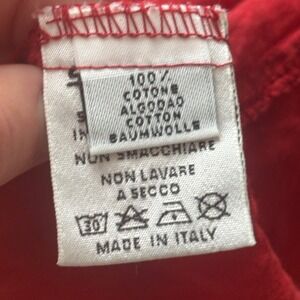 100%
COTONE
ALGODAO
COTTON
BAUMWOLLE
NON SMACCHIARE
NON LAVARE
A SECCO
30
MADE IN ITALY